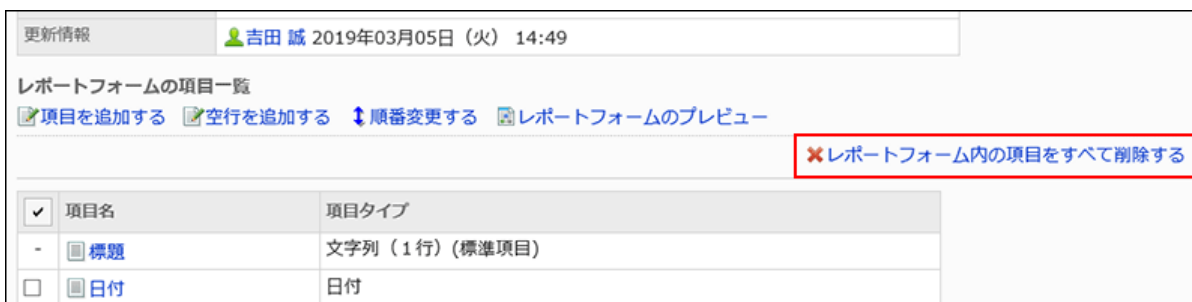 更新情報 吉田 誠 2019年03月05日（火） 14:49
レポートフォームの項目一覧
項目を追加する 空行を追加する 順番変更する レポートフォームのプレビュー
レポートフォーム内の項目をすべて削除する
項目名 項目タイプ
- 標題 文字列（１行）(標準項目)
日付 日付